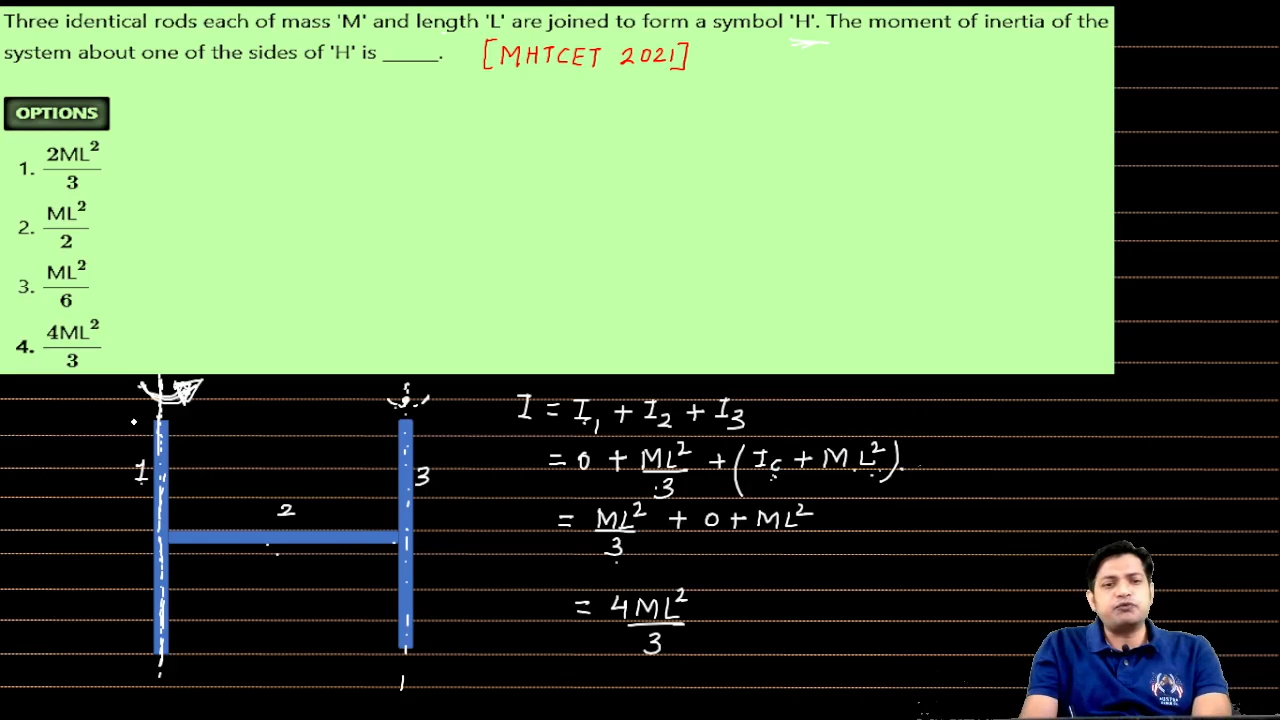 Three identical rods each of mass 'M' and length 'L' are joined to form a symbol 'H'. The moment of inertia of the
system about one of the sides of 'H' is _____. [MHTCET 2021]
OPTIONS
1. 2ML²/3
2. ML²/2
3. ML²/6
4. 4ML²/3
1
2
3
I = I₁ + I₂ + I₃
= 0 + ML²/3 + (Ic + ML²)
= ML²/3 + 0 + ML²
= 4ML²/3